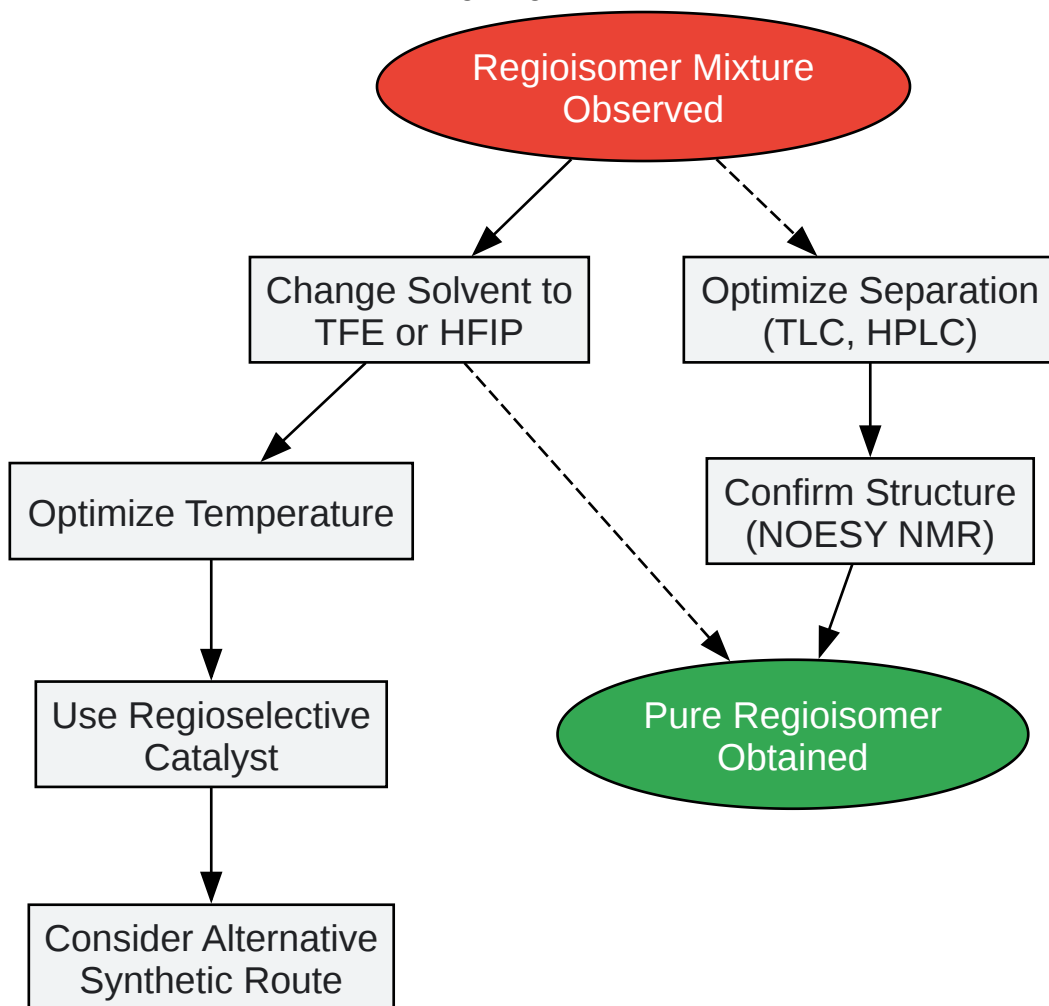 Regioisomer Mixture
Observed
Change Solvent to
TFE or HFIP
Optimize Separation
(TLC, HPLC)
Optimize Temperature
Confirm Structure
(NOESY NMR)
Use Regioselective
Catalyst
Pure Regioisomer
Obtained
Consider Alternative
Synthetic Route